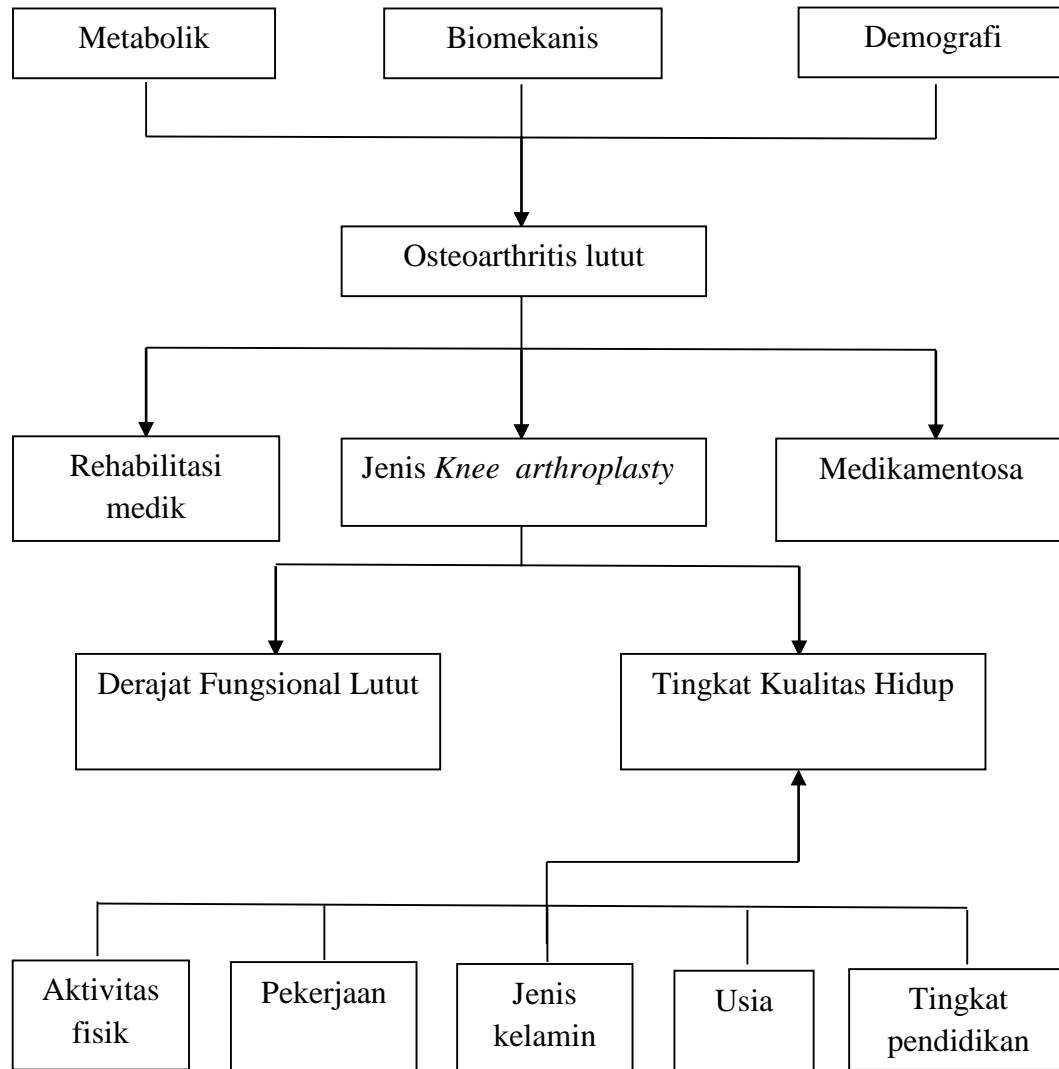 Metabolik
Biomekanis
Demografi
Osteoarthritis lutut
Rehabilitasi
medik
Jenis Knee arthroplasty
Medikamentosa
Derajat Fungsional Lutut
Tingkat Kualitas Hidup
Aktivitas
fisik
Pekerjaan
Jenis
kelamin
Usia
Tingkat
pendidikan